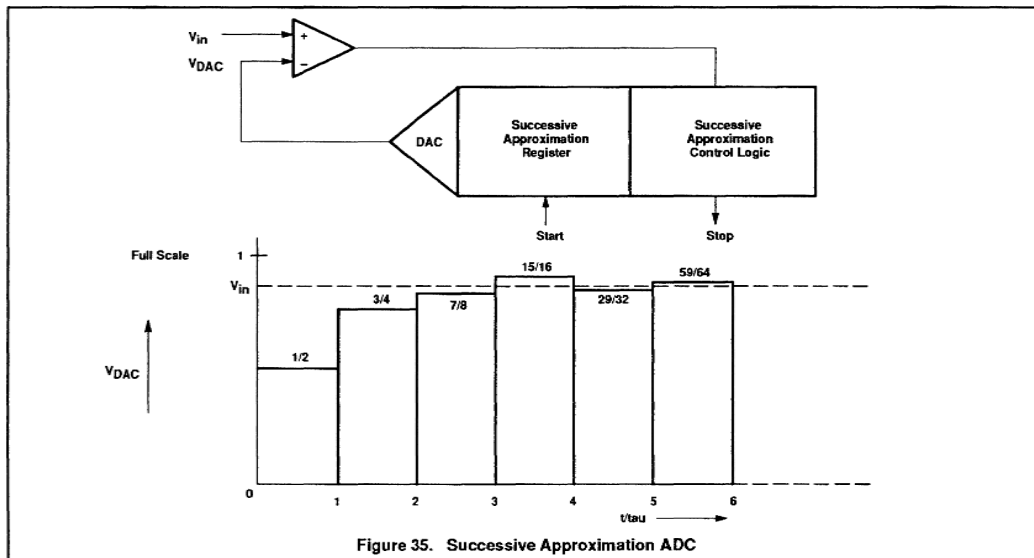 Vin
VDAC
+
−
DAC
Successive
Approximation
Register
Successive
Approximation
Control Logic
Start
Stop
Full Scale
1
Vin
VDAC
1/2
3/4
7/8
15/16
29/32
59/64
0
1
2
3
4
5
6
t/tau
Figure 35. Successive Approximation ADC